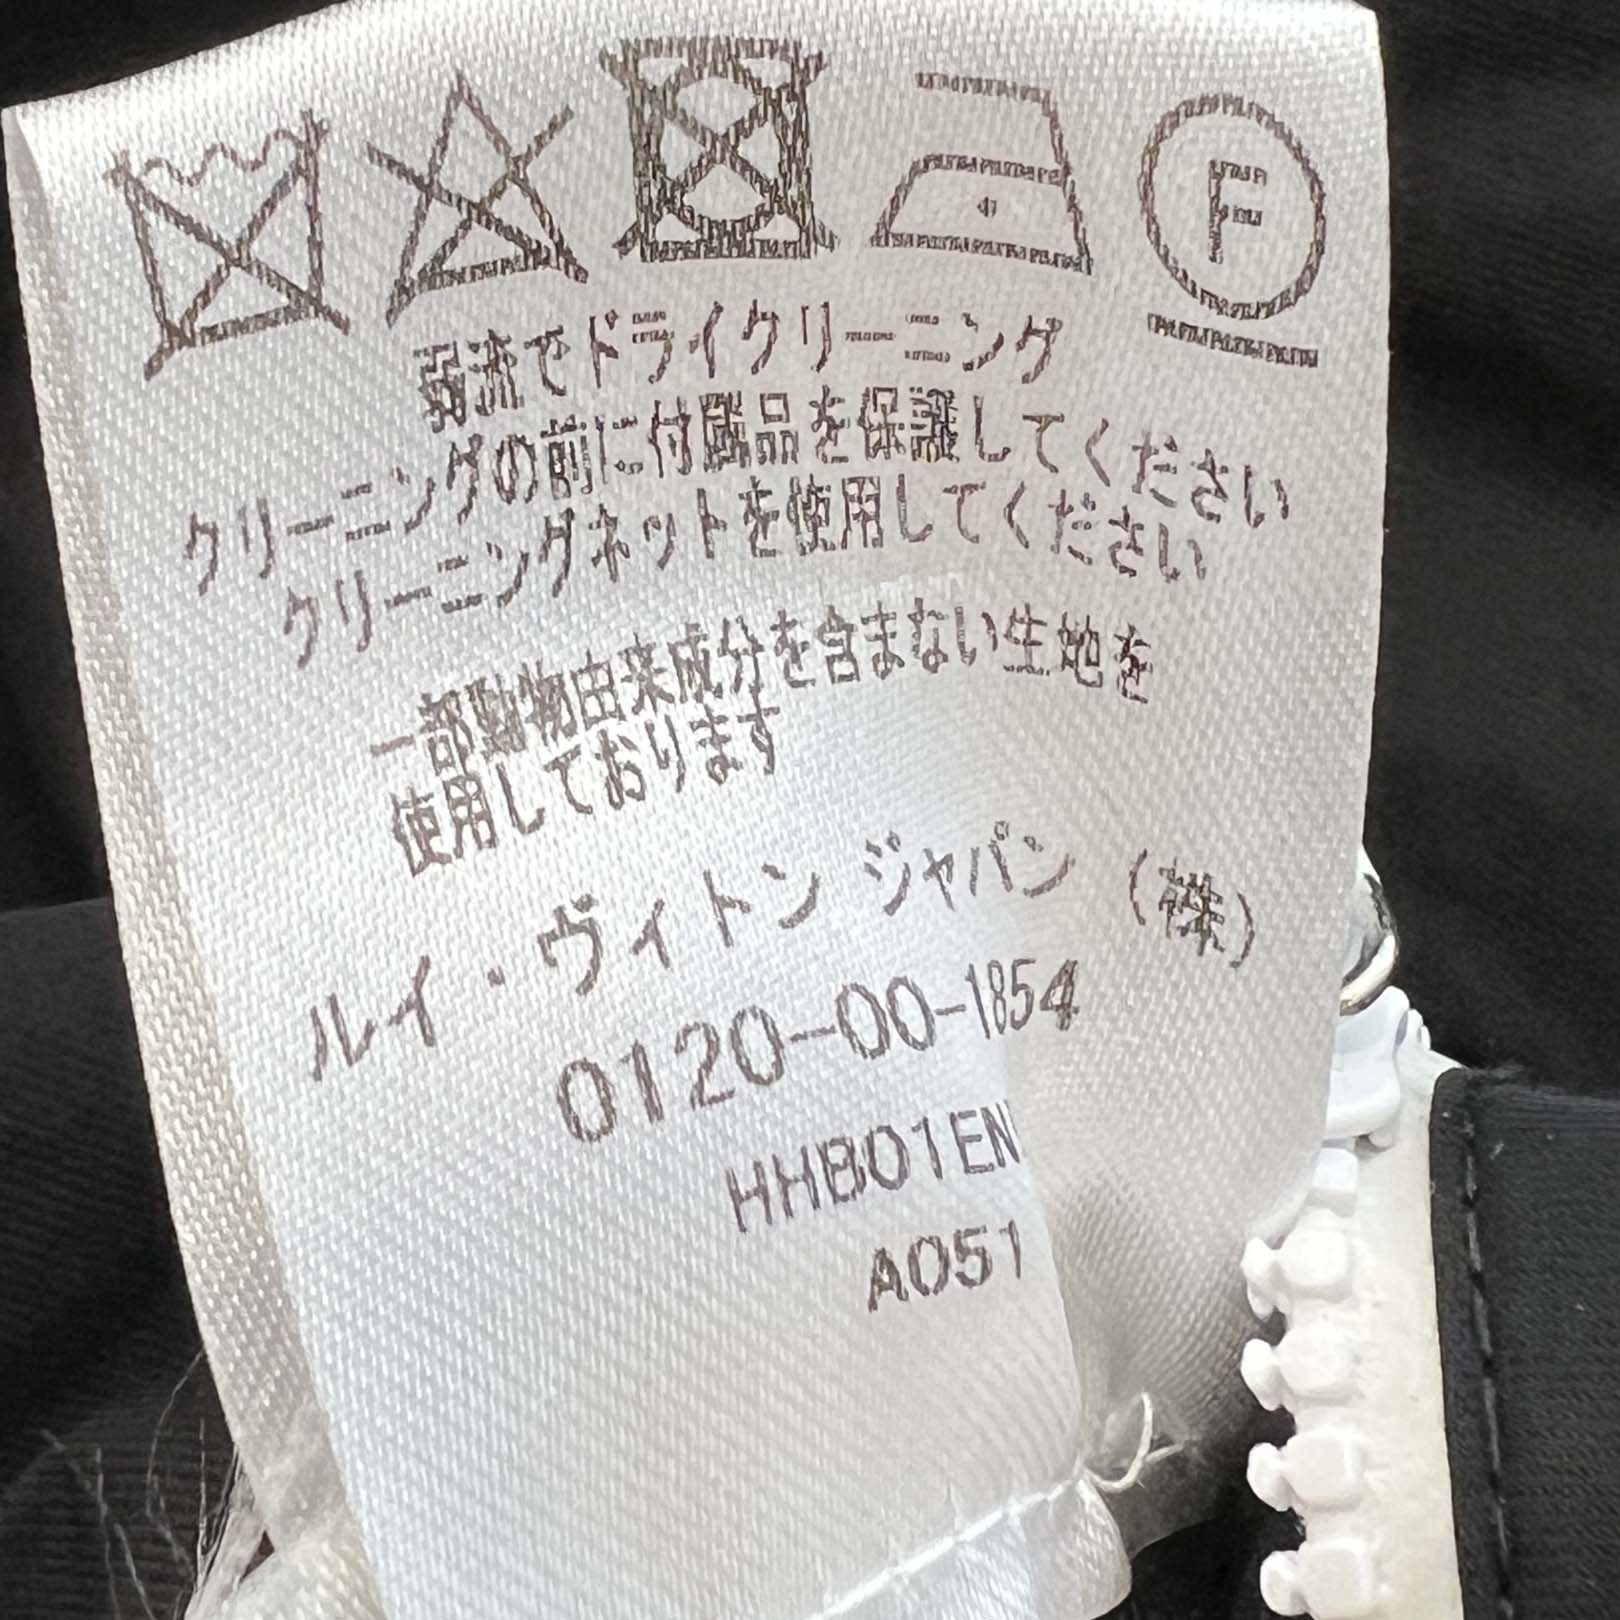 F
弱流でドライクリーニング
クリーニングの前に付属品を保護してください
クリーニングネットを使用してください
一部動物由来成分を含まない生地を
使用しております
ルイ・ヴィトン ジャパン (株)
0120-00-1854
HHB01EN
A051